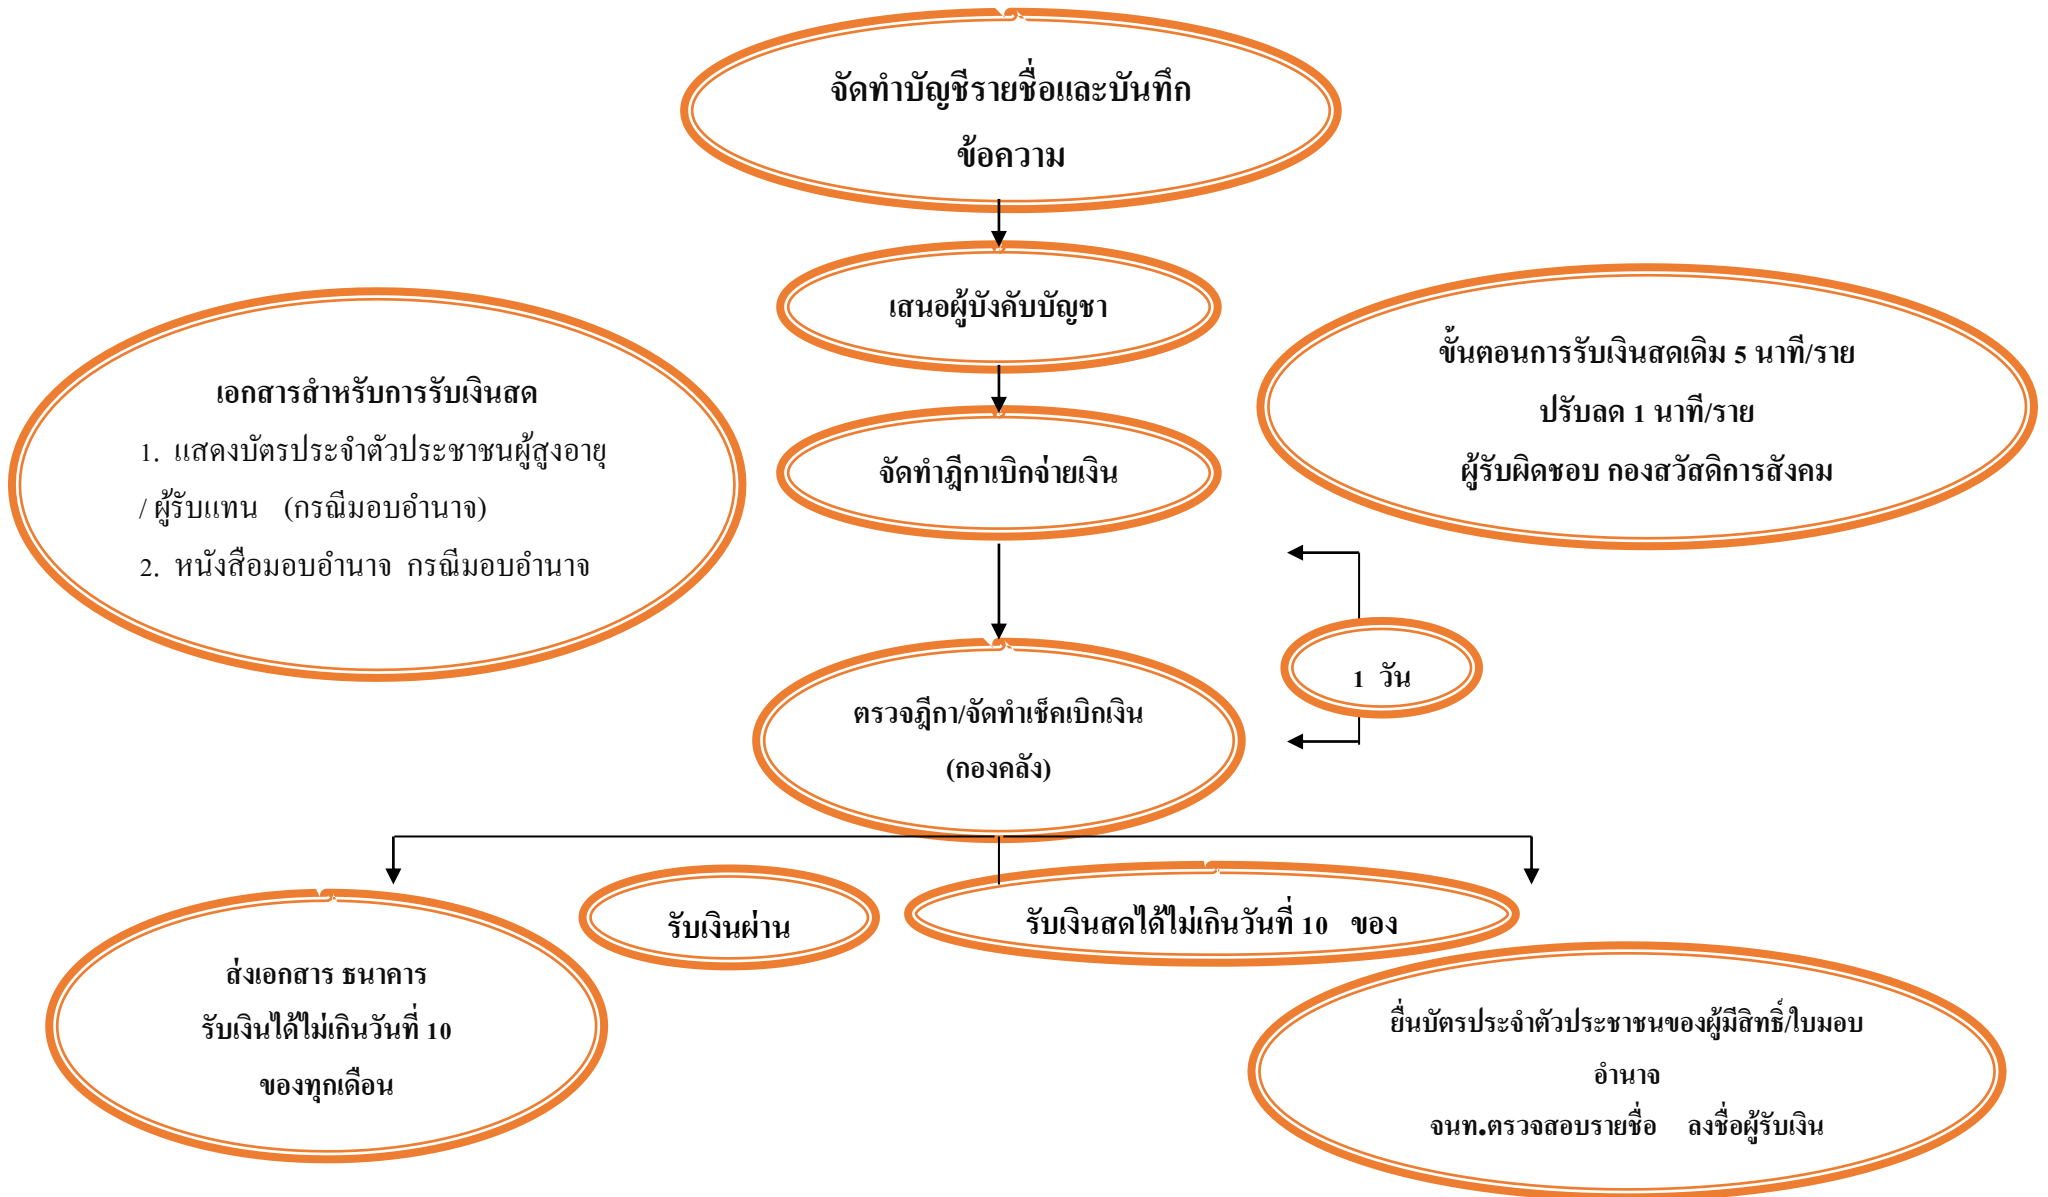 จัดทำบัญชีรายชื่อและบันทึก
ข้อความ
เสนอผู้บังคับบัญชา
เอกสารสำหรับการรับเงินสด
1. แสดงบัตรประจำตัวประชาชนผู้สูงอายุ
/ ผู้รับแทน (กรณีมอบอำนาจ)
2. หนังสือมอบอำนาจ กรณีมอบอำนาจ
จัดทำฎีกาเบิกจ่ายเงิน
ขั้นตอนการรับเงินสดเดิม 5 นาที/ราย
ปรับลด 1 นาที/ราย
ผู้รับผิดชอบ กองสวัสดิการสังคม
1 วัน
ตรวจฎีกา/จัดทำเช็คเบิกเงิน
(กองคลัง)
ส่งเอกสาร ธนาคาร
รับเงินได้ไม่เกินวันที่ 10
ของทุกเดือน
รับเงินผ่าน
รับเงินสดได้ไม่เกินวันที่ 10 ของ
ยื่นบัตรประจำตัวประชาชนของผู้มีสิทธิ์/ใบมอบ
อำนาจ
จนท.ตรวจสอบรายชื่อ ลงชื่อผู้รับเงิน